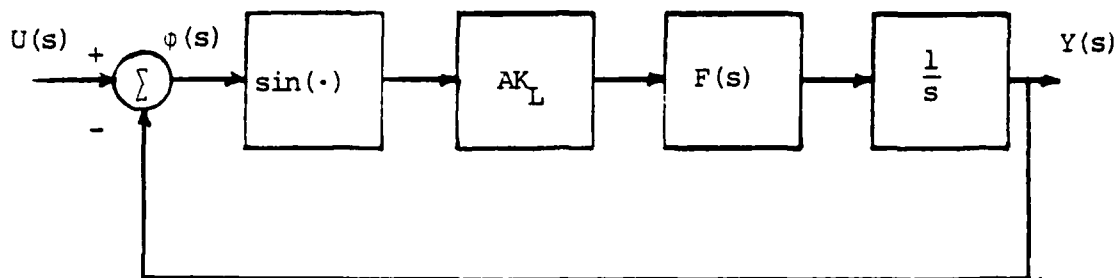 U(s)
+
φ(s)
Σ
-
sin(·)
AK_L
F(s)
1/s
Y(s)